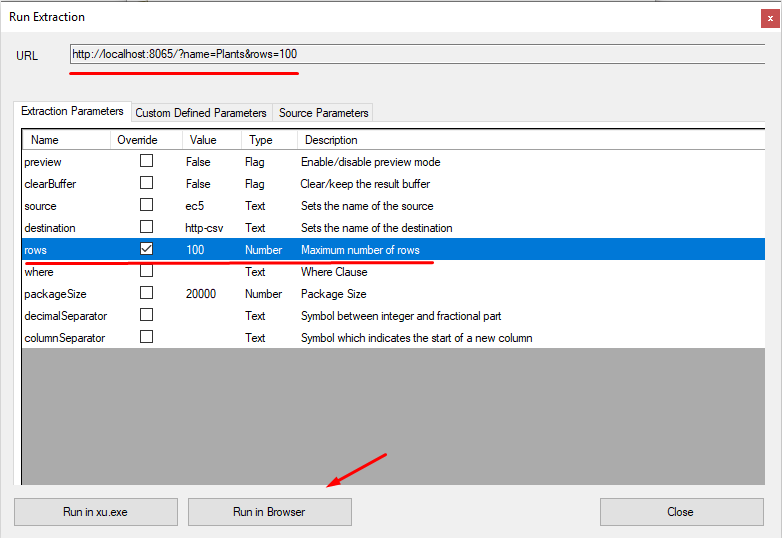 Run Extraction
x
URL
http://localhost:8065/?name=Plants&rows=100
Extraction Parameters Custom Defined Parameters Source Parameters
Name Override Value Type Description
preview False Flag Enable/disable preview mode
clearBuffer False Flag Clear/keep the result buffer
source ec5 Text Sets the name of the source
destination http-csv Text Sets the name of the destination
rows 100 Number Maximum number of rows
where Text Where Clause
packageSize 20000 Number Package Size
decimalSeparator Text Symbol between integer and fractional part
columnSeparator Text Symbol which indicates the start of a new column
Run in xu.exe Run in Browser Close